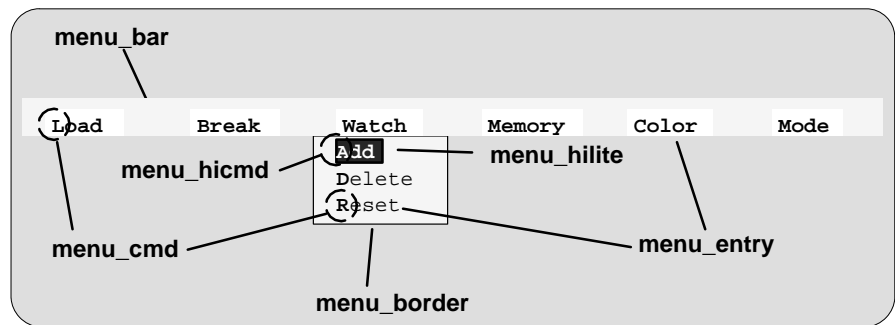 menu_bar
Load Break Watch Memory Color Mode
Add
menu_hilite
menu_hicmd
Delete
Reset
menu_cmd
menu_entry
menu_border